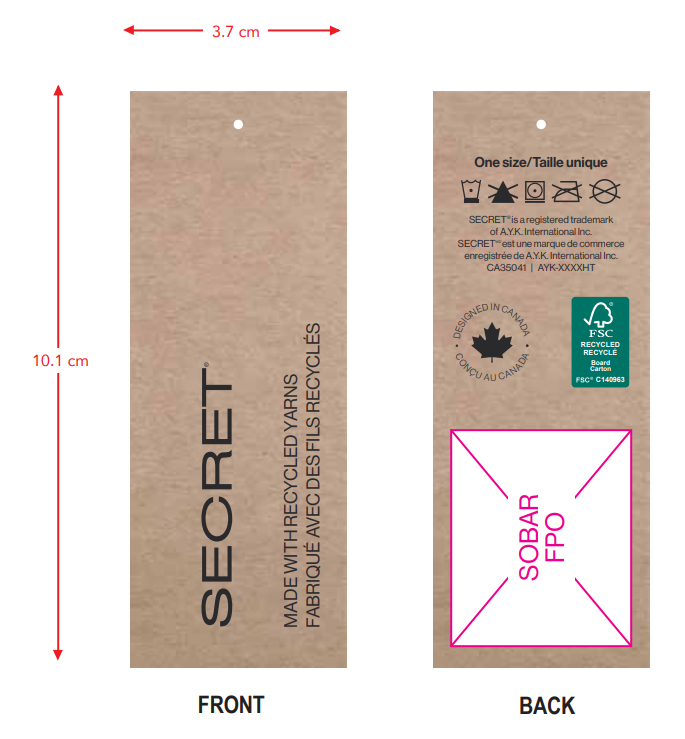 3.7 cm
10.1 cm
SECRET®
MADE WITH RECYCLED YARNS
FABRIQUÉ AVEC DES FILS RECYCLÉS
FRONT
One size/Taille unique
SECRET® is a registered trademark
of A.Y.K. International Inc.
SECRET᷿ᴹᴰ est une marque de commerce
enregistrée de A.Y.K. International Inc.
CA35041 | AYK-XXXXHT
DESIGNED IN CANADA
CONÇU AU CANADA
FSC
RECYCLED
RECYCLÉ
Board
Carton
FSC® C140963
SOBAR
FPO
BACK